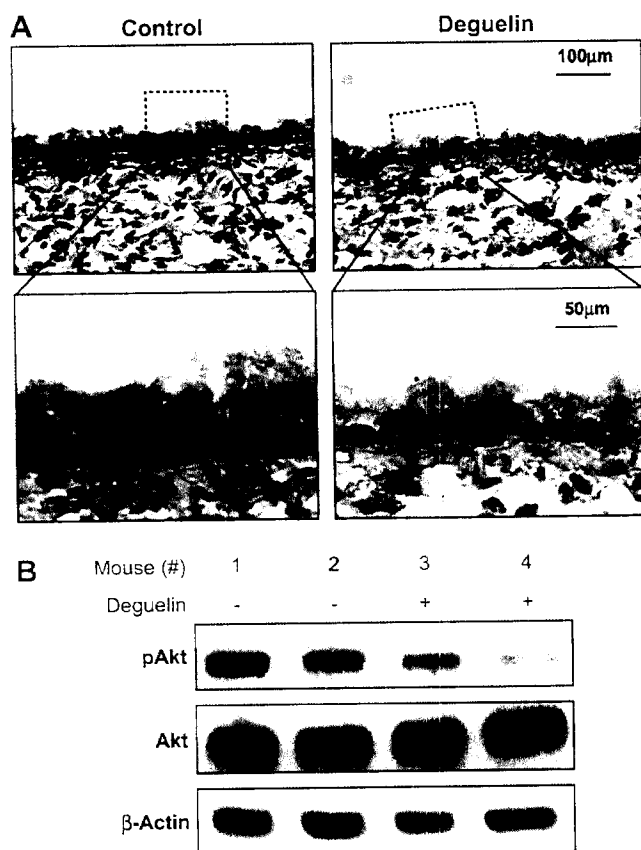 A
Control
Deguelin
100μm
50μm
B
Mouse (#) 1 2 3 4
Deguelin - - + +
pAkt
Akt
β-Actin